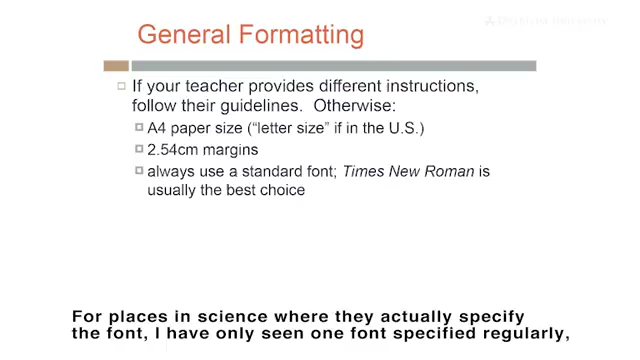 General Formatting
If your teacher provides different instructions,
follow their guidelines.  Otherwise:
A4 paper size ("letter size" if in the U.S.)
2.54cm margins
always use a standard font; Times New Roman is
usually the best choice
For places in science where they actually specify
the font, I have only seen one font specified regularly,